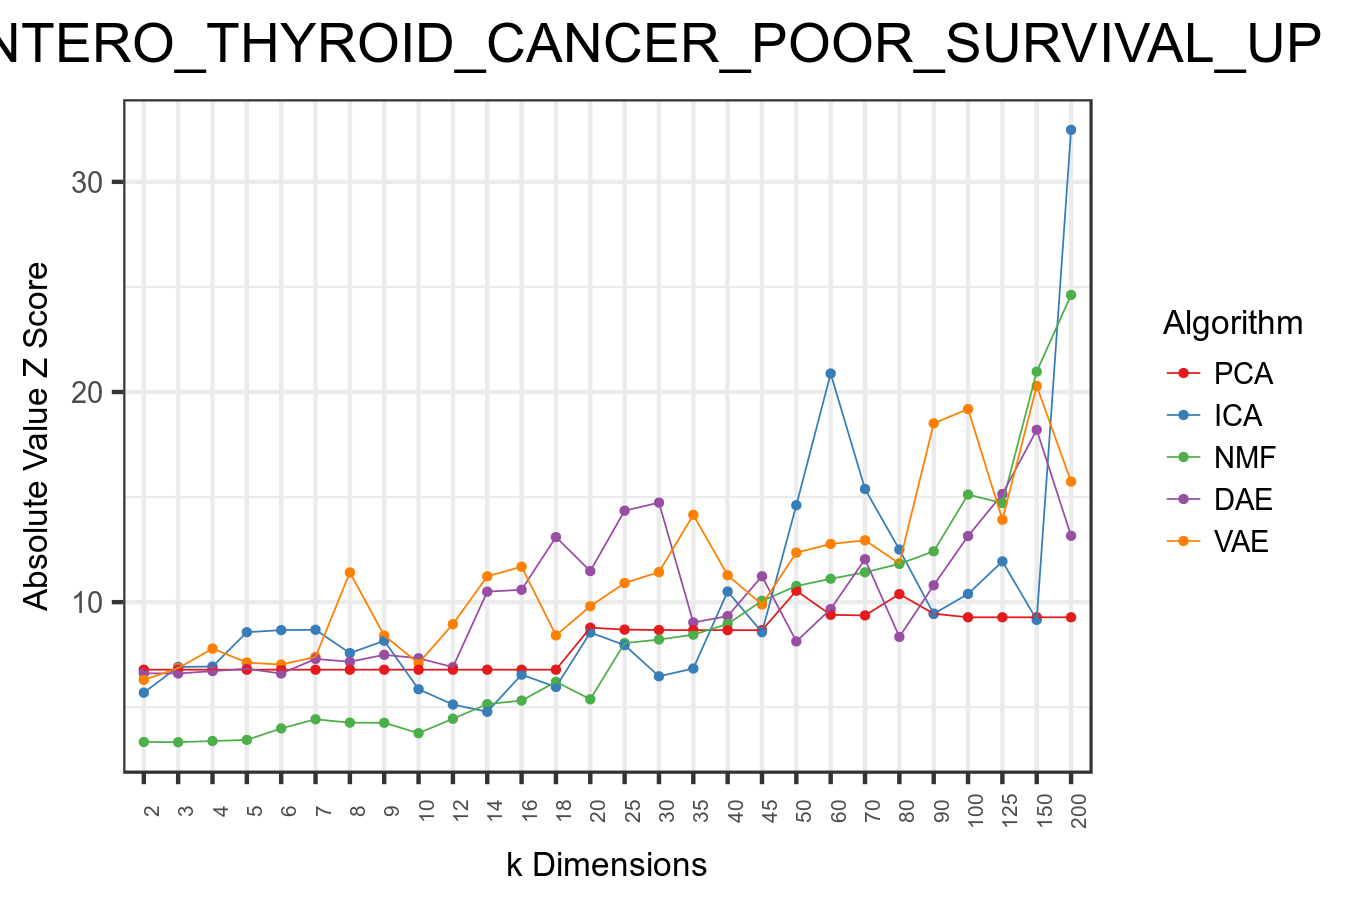 NTERO_THYROID_CANCER_POOR_SURVIVAL_UP
Absolute Value Z Score
30
20
10
2 3 4 5 6 7 8 9 10 12 14 16 18 20 25 30 35 40 45 50 60 70 80 90 100 125 150 200
k Dimensions
Algorithm
PCA
ICA
NMF
DAE
VAE